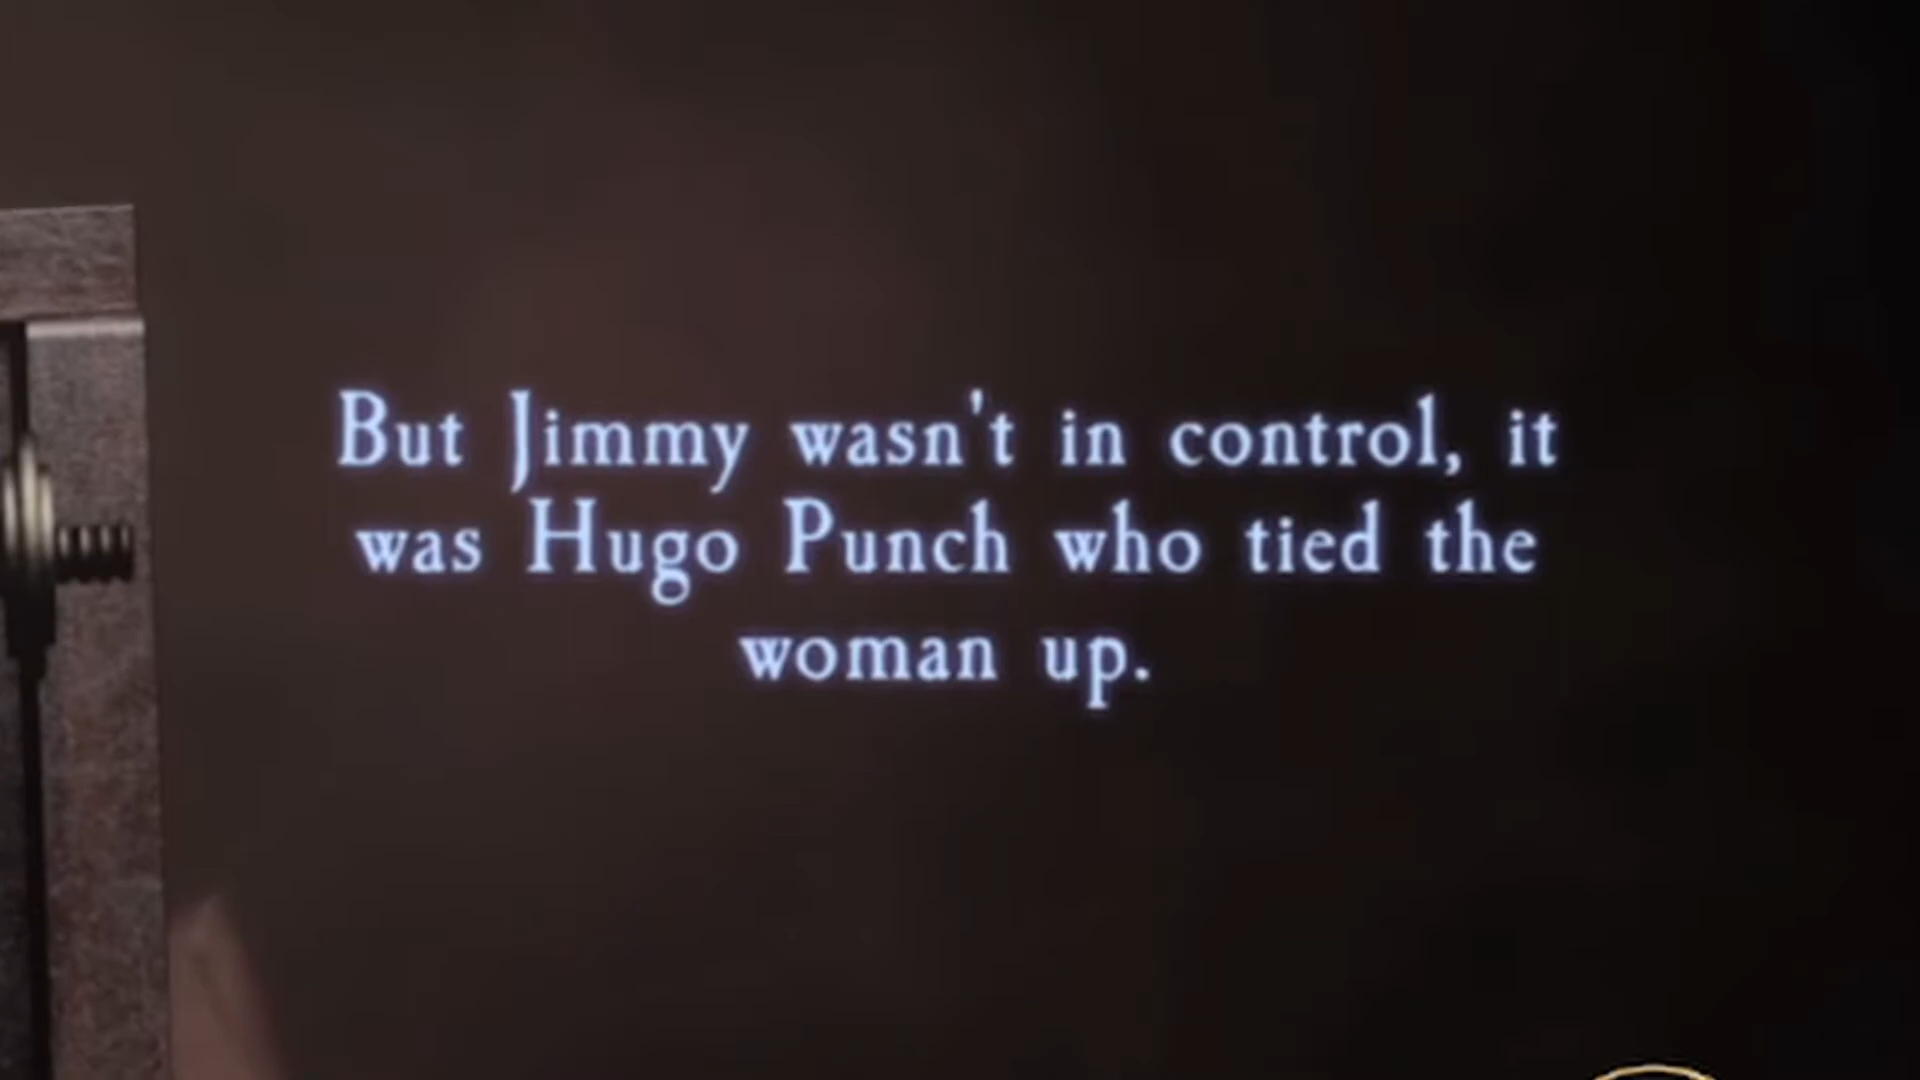 But Jimmy wasn't in control, it
was Hugo Punch who tied the
woman up.